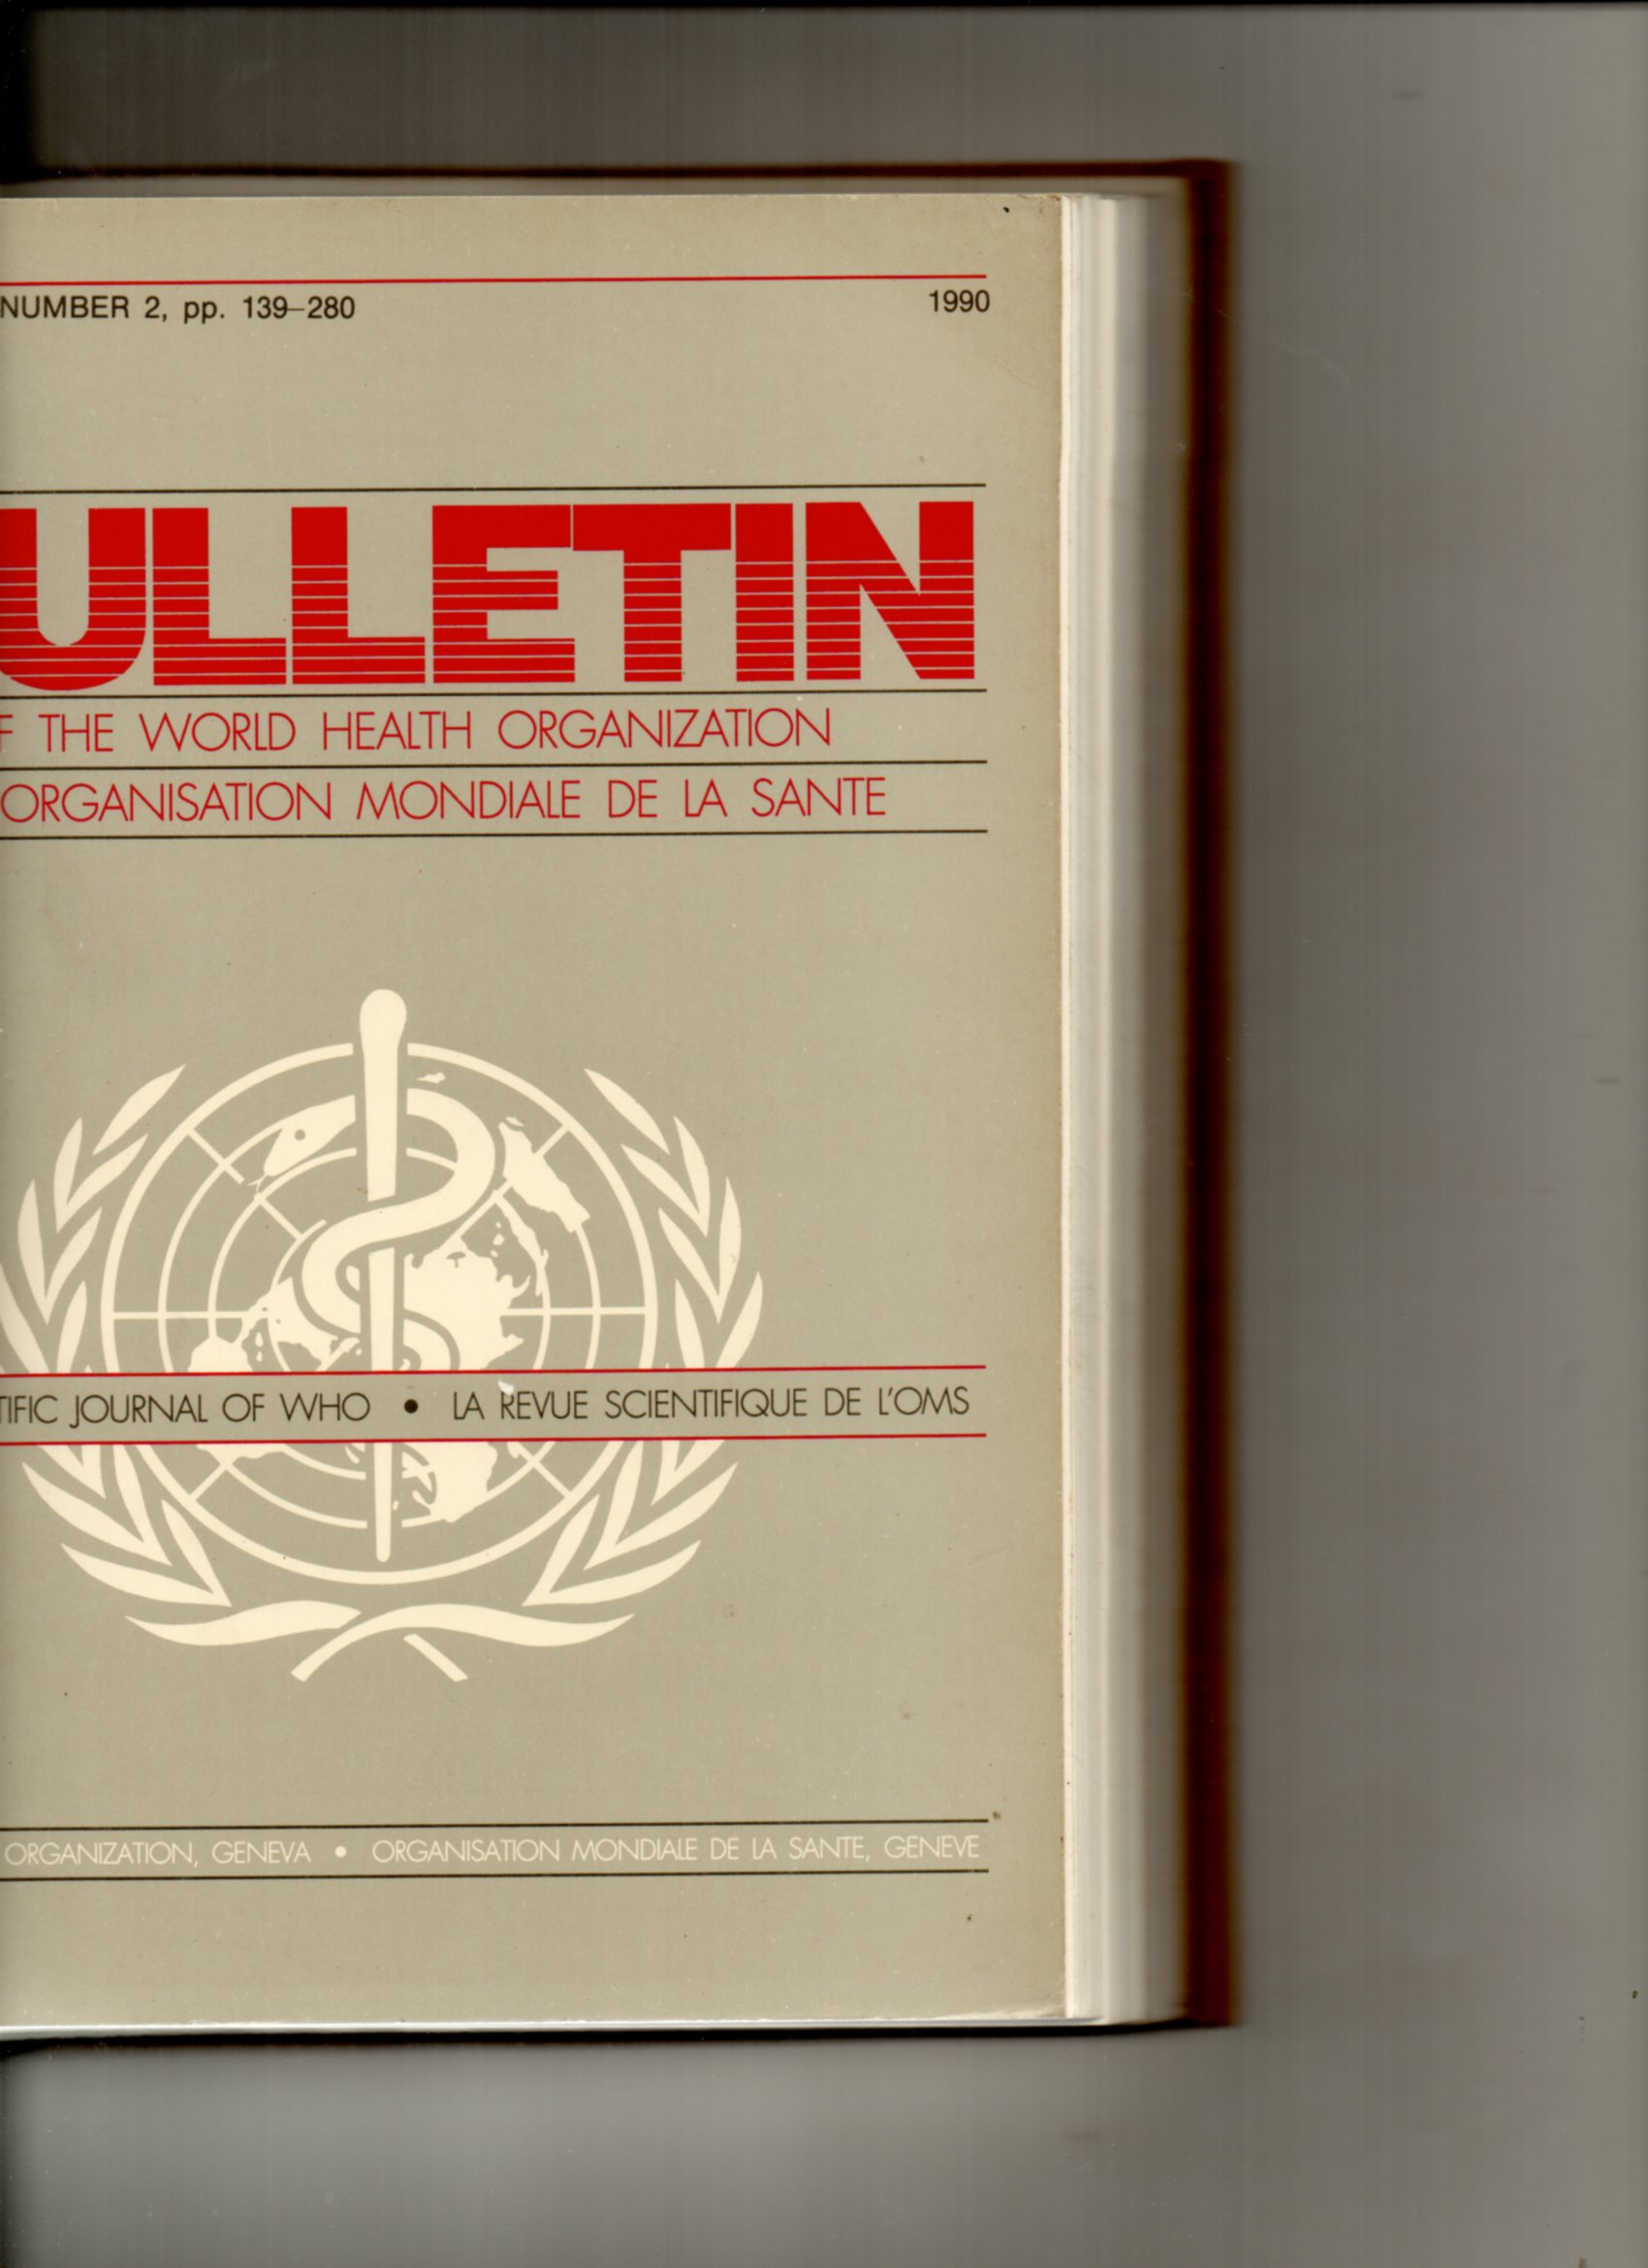 NUMBER 2, pp. 139–280 1990
ULLETIN
F THE WORLD HEALTH ORGANIZATION
ORGANISATION MONDIALE DE LA SANTE
TIFIC JOURNAL OF WHO • LA REVUE SCIENTIFIQUE DE L'OMS
ORGANIZATION, GENEVA • ORGANISATION MONDIALE DE LA SANTE, GENEVE